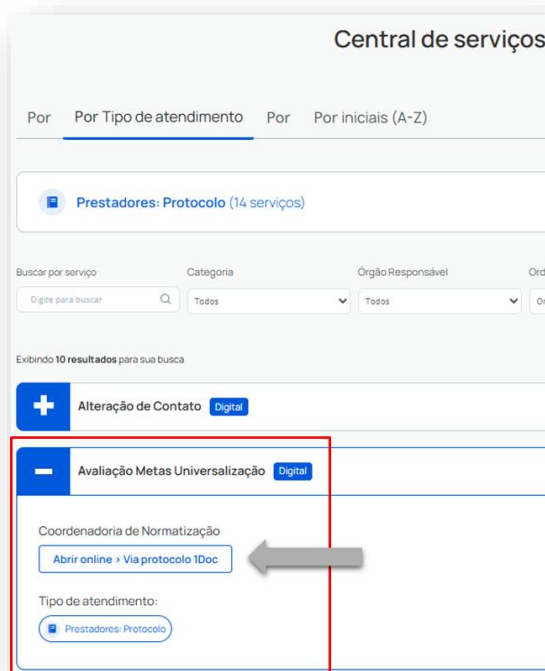 Central de serviços
Por Por Tipo de atendimento Por Por iniciais (A-Z)
Prestadores: Protocolo (14 serviços)
Buscar por serviço Categoria Órgão Responsável Ord
Digite para buscar Todos Todos
Exibindo 10 resultados para sua busca
Alteração de Contato Digital
Avaliação Metas Universalização Digital
Coordenadoria de Normatização
Abrir online › Via protocolo 1Doc
Tipo de atendimento:
Prestadores: Protocolo